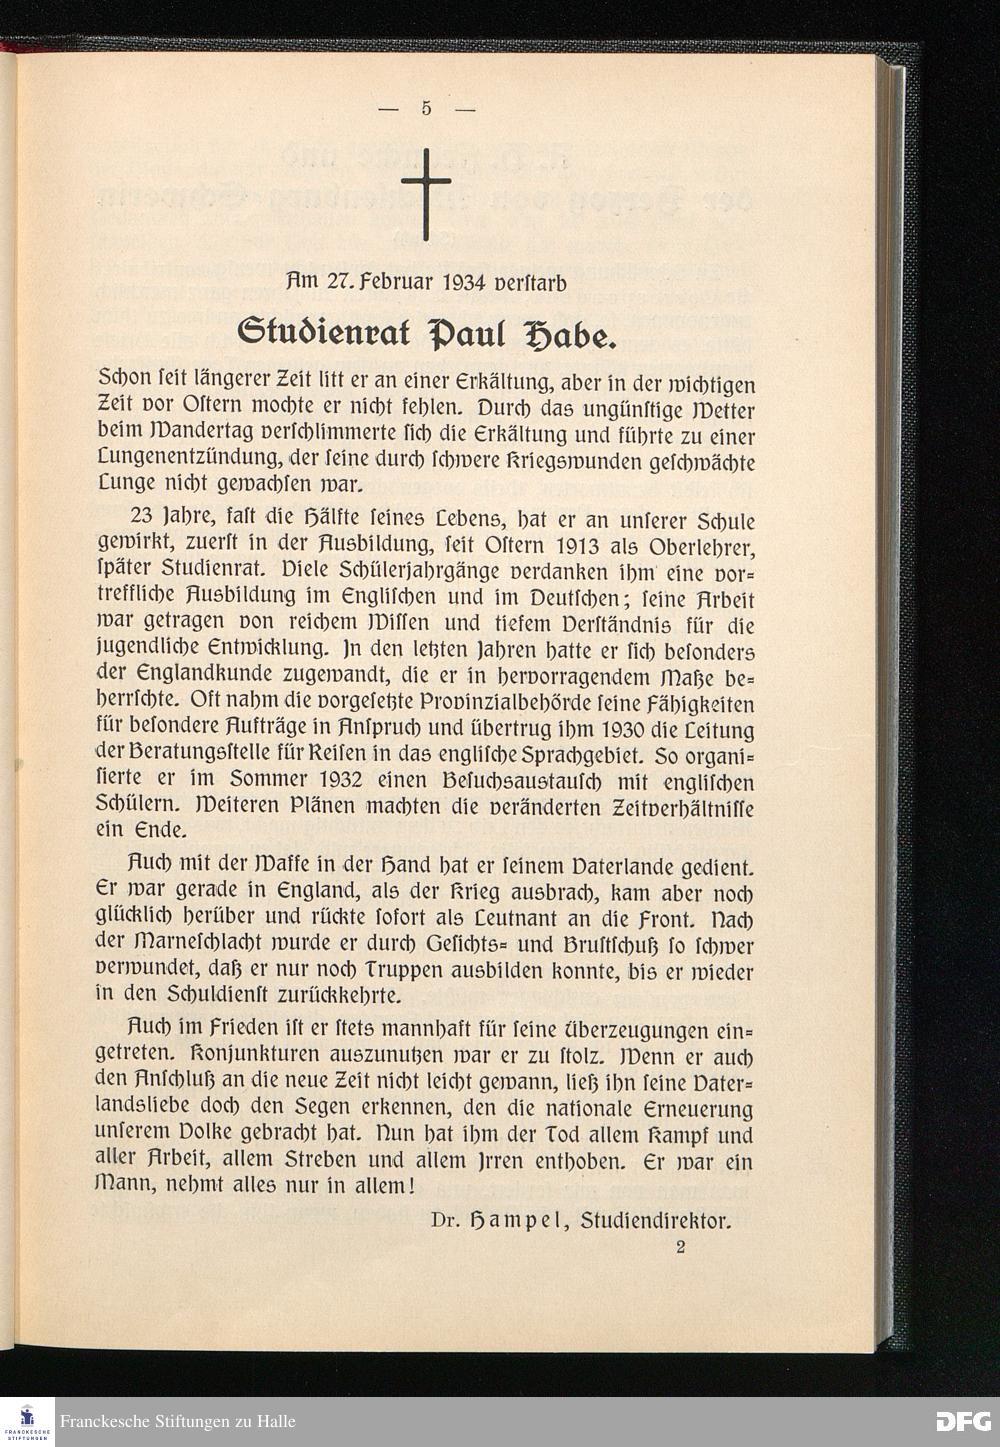 — 5 —
Am 27. Februar 1934 verstarb
Studienrat Paul Habe.
Schon seit längerer Zeit litt er an einer Erkältung, aber in der wichtigen
Zeit vor Ostern mochte er nicht fehlen. Durch das ungünstige Wetter
beim Wandertag verschlimmerte sich die Erkältung und führte zu einer
Lungenentzündung, der seine durch schwere Kriegswunden geschwächte
Lunge nicht gewachsen war.
23 Jahre, fast die Hälfte seines Lebens, hat er an unserer Schule
gewirkt, zuerst in der Ausbildung, seit Ostern 1913 als Oberlehrer,
später Studienrat. Viele Schülerjahrgänge verdanken ihm eine vor-
treffliche Ausbildung im Englischen und im Deutschen; seine Arbeit
war getragen von reichem Wissen und tiefem Verständnis für die
jugendliche Entwicklung. In den letzten Jahren hatte er sich besonders
der Englandkunde zugewandt, die er in hervorragendem Maße be-
herrschte. Oft nahm die vorgesetzte Provinzialbehörde seine Fähigkeiten
für besondere Aufträge in Anspruch und übertrug ihm 1930 die Leitung
der Beratungsstelle für Reisen in das englische Sprachgebiet. So organi-
sierte er im Sommer 1932 einen Besuchsaustausch mit englischen
Schülern. Weiteren Plänen machten die veränderten Zeitverhältnisse
ein Ende.
Auch mit der Waffe in der Hand hat er seinem Vaterlande gedient.
Er war gerade in England, als der Krieg ausbrach, kam aber noch
glücklich herüber und rückte sofort als Leutnant an die Front. Nach
der Marneschlacht wurde er durch Gesichts- und Brustschuß so schwer
verwundet, daß er nur noch Truppen ausbilden konnte, bis er wieder
in den Schuldienst zurückkehrte.
Auch im Frieden ist er stets mannhaft für seine Überzeugungen ein-
getreten. Konjunkturen auszunutzen war er zu stolz. Wenn er auch
den Anschluß an die neue Zeit nicht leicht gewann, ließ ihn seine Vater-
landsliebe doch den Segen erkennen, den die nationale Erneuerung
unserem Volke gebracht hat. Nun hat ihm der Tod allem Kampf und
aller Arbeit, allem Streben und allem Irren enthoben. Er war ein
Mann, nehmt alles nur in allem!
Dr. Hampel, Studiendirektor.
2
FRANCKESCHE
STIFTUNGEN
Franckesche Stiftungen zu Halle
DFG